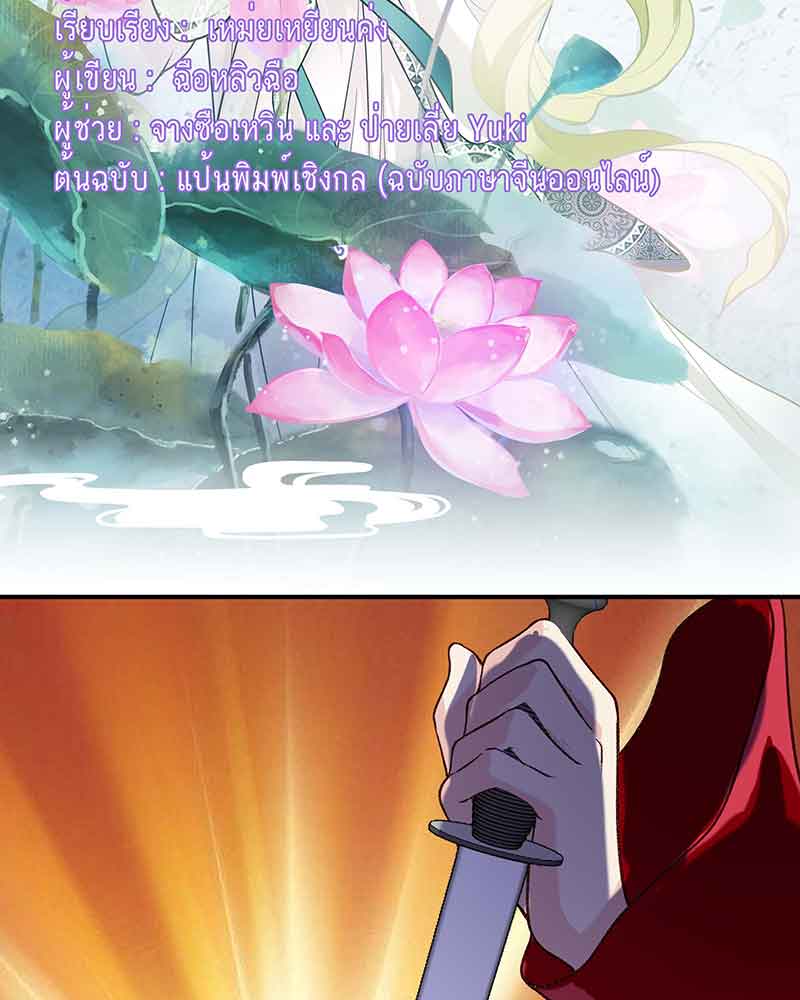 เรียบเรียง : เหม่ยเหยียนค่ง
ผู้เขียน : ฉือหลิวฉือ
ผู้ช่วย : จางซือเหวิน และ ป่ายเลี่ย Yuki
ต้นฉบับ : แป้นพิมพ์เชิงกล (ฉบับภาษาจีนออนไลน์)